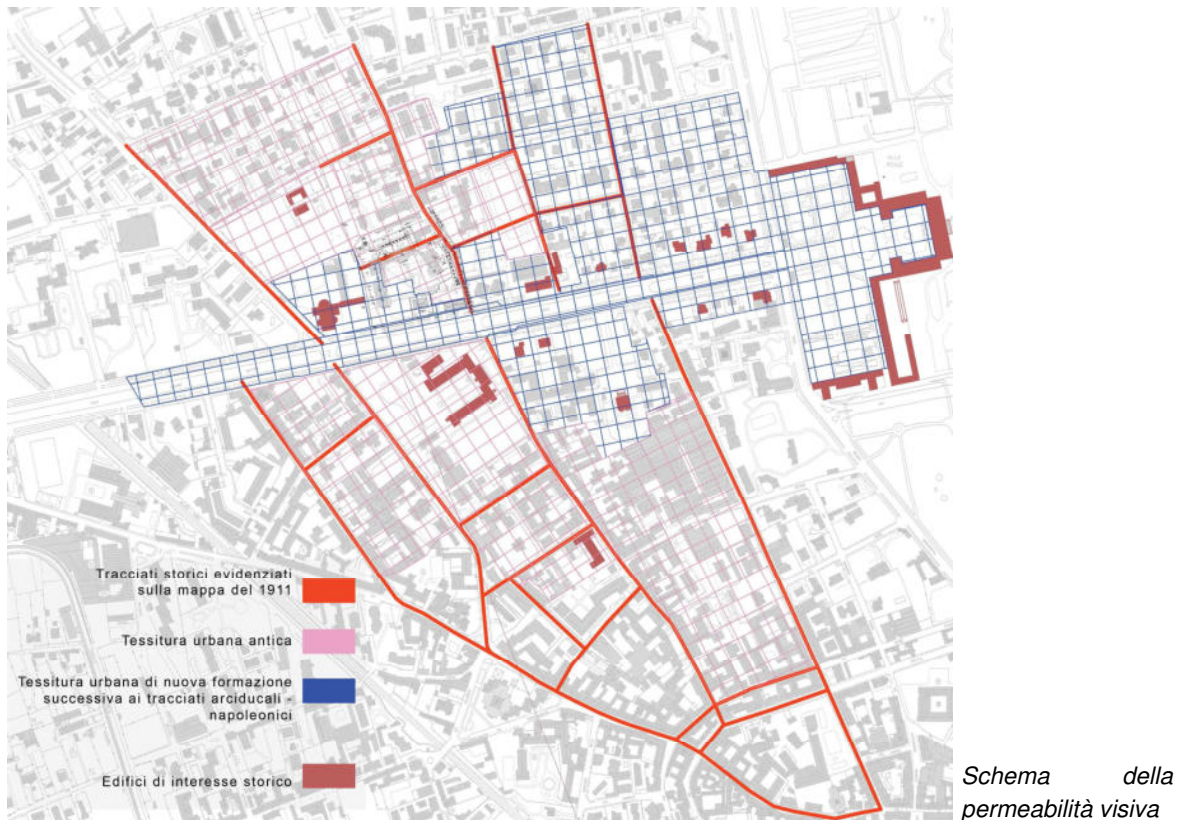 Tracciati storici evidenziati
sulla mappa del 1911
Tessitura urbana antica
Tessitura urbana di nuova formazione
successiva ai tracciati arciducali -
napoleonici
Edifici di interesse storico
Schema della
permeabilità visiva